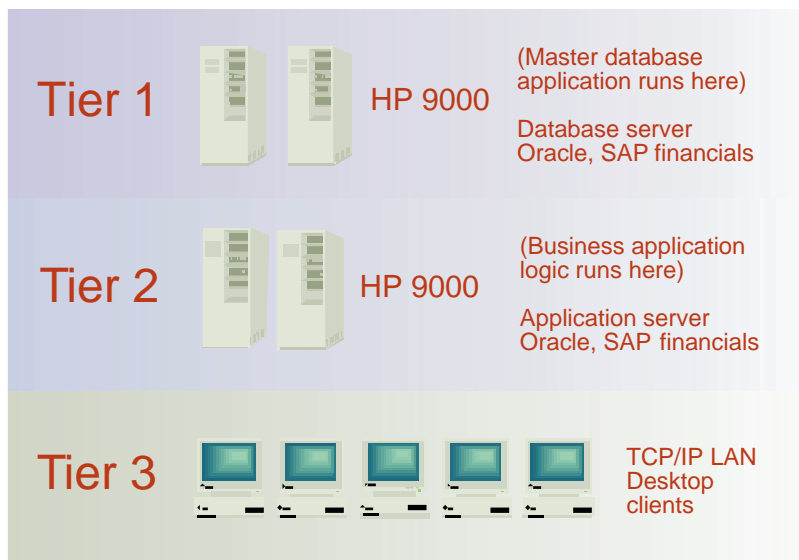 Tier 1
HP 9000
(Master database
application runs here)
Database server
Oracle, SAP financials
Tier 2
HP 9000
(Business application
logic runs here)
Application server
Oracle, SAP financials
Tier 3
TCP/IP LAN
Desktop
clients